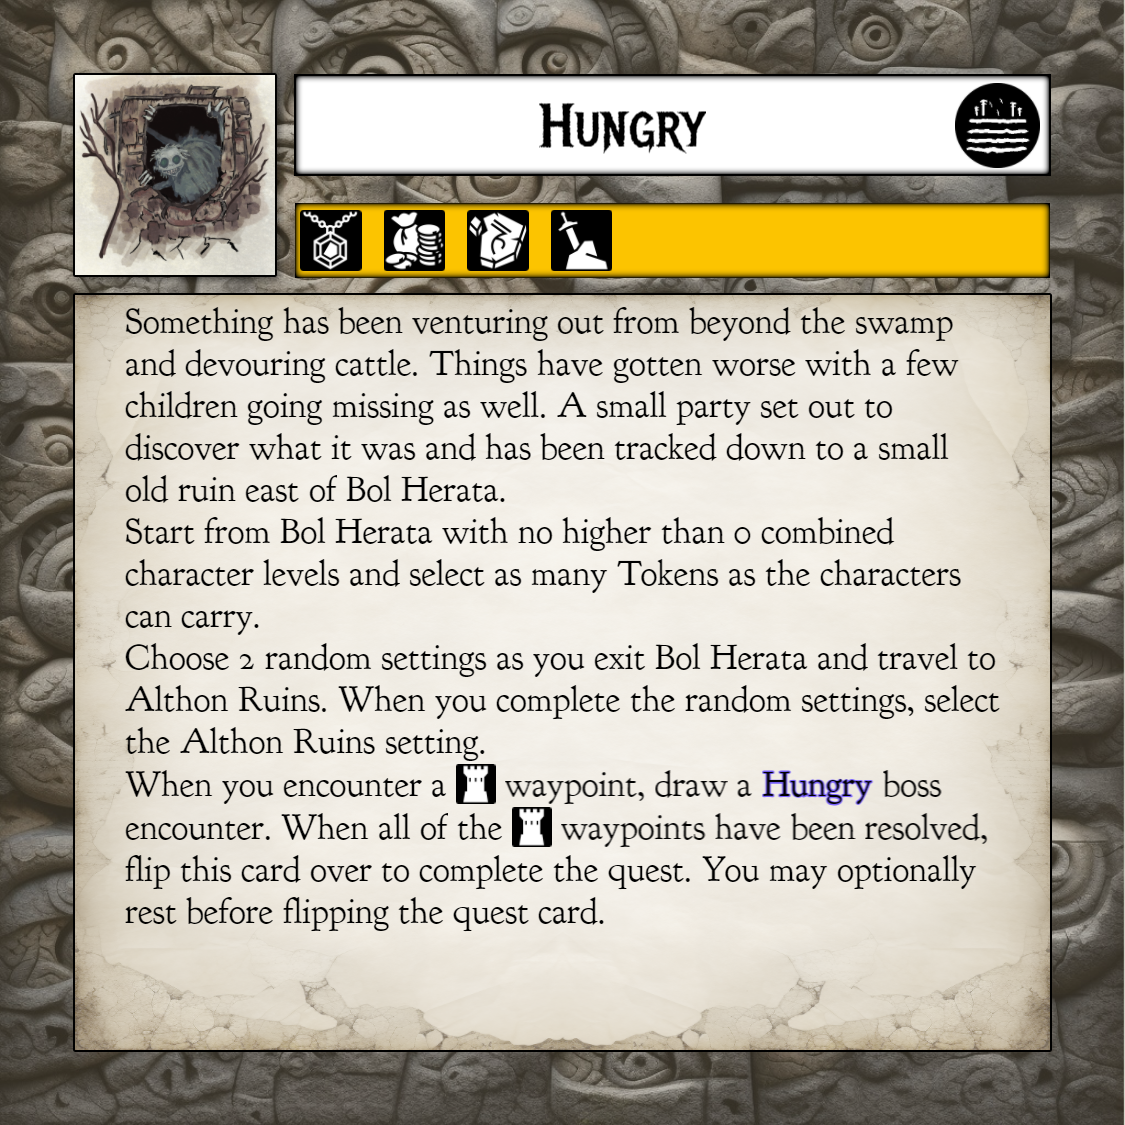 Hungry
Something has been venturing out from beyond the swamp
and devouring cattle. Things have gotten worse with a few
children going missing as well. A small party set out to
discover what it was and has been tracked down to a small
old ruin east of Bol Herata.
Start from Bol Herata with no higher than 0 combined
character levels and select as many Tokens as the characters
can carry.
Choose 2 random settings as you exit Bol Herata and travel to
Althon Ruins. When you complete the random settings, select
the Althon Ruins setting.
When you encounter a waypoint, draw a Hungry boss
encounter. When all of the waypoints have been resolved,
flip this card over to complete the quest. You may optionally
rest before flipping the quest card.